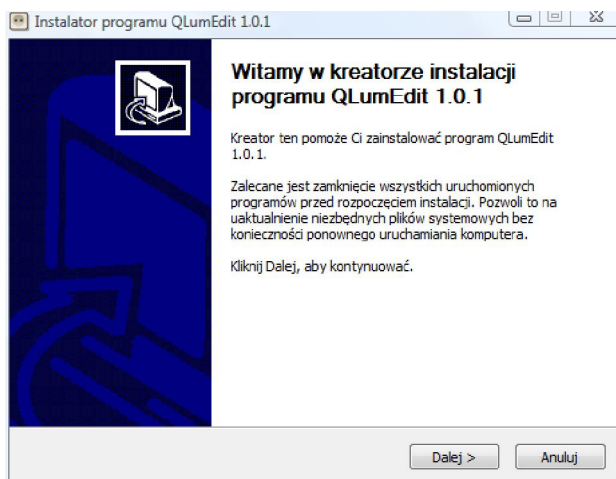 Instalator programu QLumEdit 1.0.1
Witamy w kreatorze instalacji
programu QLumEdit 1.0.1
Kreator ten pomoże Ci zainstalować program QLumEdit
1.0.1.
Zalecane jest zamknięcie wszystkich uruchomionych
programów przed rozpoczęciem instalacji. Pozwoli to na
uaktualnienie niezbędnych plików systemowych bez
konieczności ponownego uruchamiania komputera.
Kliknij Dalej, aby kontynuować.
Dalej > Anuluj